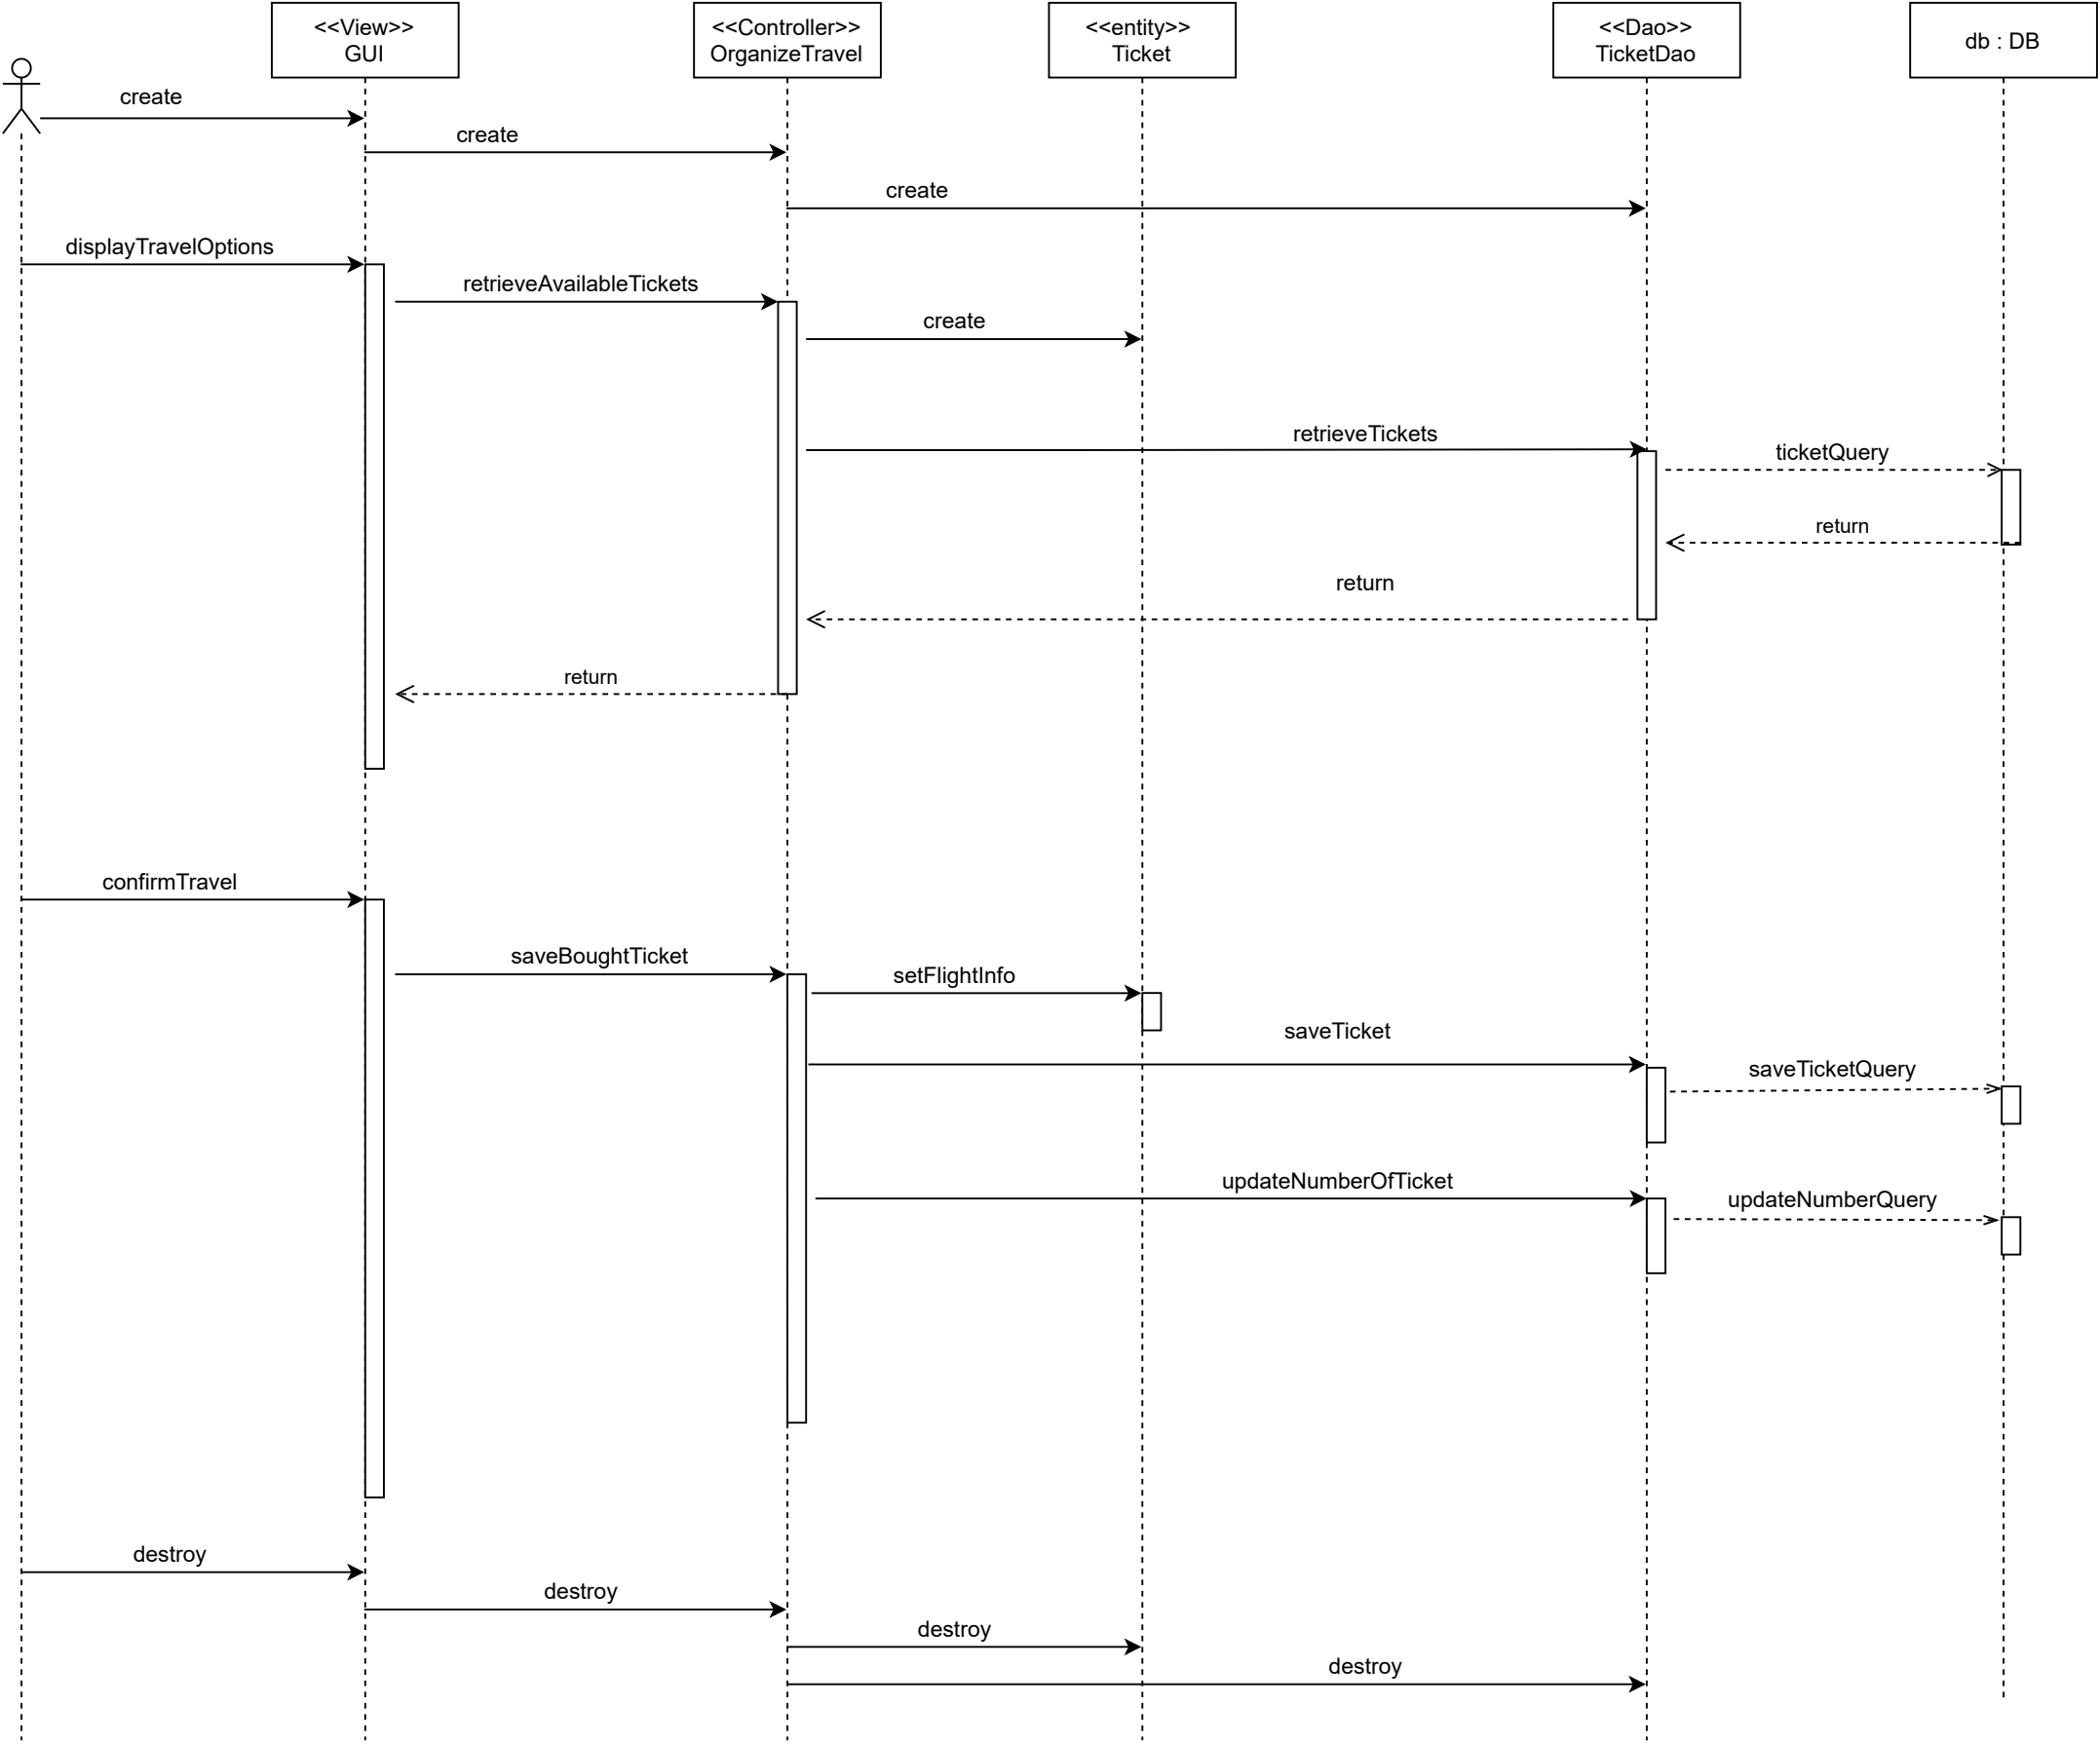 <<View>>
GUI
<<Controller>>
OrganizeTravel
<<entity>>
Ticket
<<Dao>>
TicketDao
db : DB
create
create
create
displayTravelOptions
retrieveAvailableTickets
create
retrieveTickets
ticketQuery
return
return
return
confirmTravel
saveBoughtTicket
setFlightInfo
saveTicket
saveTicketQuery
updateNumberOfTicket
updateNumberQuery
destroy
destroy
destroy
destroy